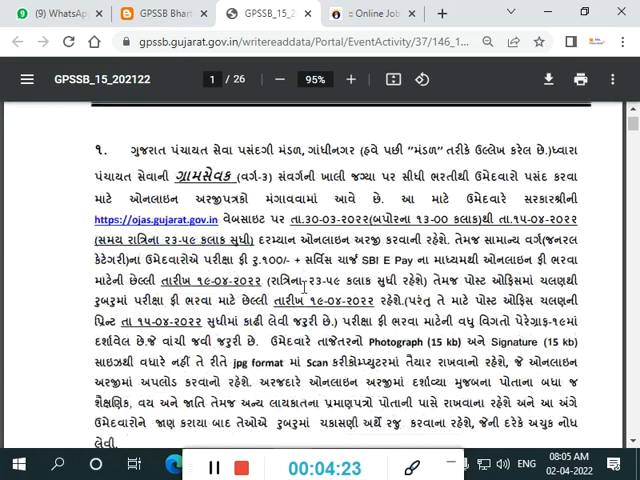 (9) WhatsAp
GPSSB Bhart
GPSSB_15_2
:: Online Job
gpssb.gujarat.gov.in/writereaddata/Portal/EventActivity/37/146_1
GPSSB_15_202122
1 / 26
95%
૧. ગુજરાત પંચાયત સેવા પસંદગી મંડળ, ગાંધીનગર (હવે પછી "મંડળ" તરીકે ઉલ્લેખ કરેલ છે.) ધ્વારા
પંચાયત સેવાની ગ્રામસેવક (વર્ગ-3) સંવર્ગની ખાલી જગ્યા પર સીધી ભરતીથી ઉમેદવારો પસંદ કરવા
માટે ઓનલાઇન અરજીપત્રકો મંગાવવામાં આવે છે. આ માટે ઉમેદવારે સરકારશ્રીની
https://ojas.gujarat.gov.in વેબસાઇટ પર તા.30-0૩-૨૦૨૨(બપોરના ૧૩-૦૦ કલાક)થી તા.૧૫-૦૪-૨૦૨૨
(સમય રાત્રિના ૨૩-૫૯ કલાક સુધી) દરમ્યાન ઓનલાઇન અરજી કરવાની રહેશે. તેમજ સામાન્ય વર્ગ(જનરલ
કેટેગરી)ના ઉમેદવારોએ પરીક્ષા ફી રુ.૧૦૦/- + સર્વિસ ચાર્જ SBI E Pay ના માધ્યમથી ઓનલાઇન ફી ભરવા
માટેની છેલ્લી તારીખ ૧૯-૦૪-૨૦૨૨ (રાત્રિના ૨૩-૫૯ કલાક સુધી રહેશે) તેમજ પોસ્ટ ઓફિસમાં ચલણથી
રુબરુમાં પરીક્ષા ફી ભરવા માટે છેલ્લી તારીખ ૧૯-૦૪-૨૦૨૨ રહેશે.(પરંતુ તે માટે પોસ્ટ ઓફિસ ચલણની
પ્રિન્ટ તા ૧૫-૦૪-૨૦૨૨ સુધીમાં કાઢી લેવી જરુરી છે.) પરીક્ષા ફી ભરવા માટેની વધુ વિગતો પેરેગ્રાફ-૧૯માં
દર્શાવેલ છે.જે વાંચી જવી જરુરી છે. ઉમેદવારે તાજેતરનો Photograph (15 kb) અને Signature (15 kb)
સાઇઝથી વધારે નહીં તે રીતે jpg format માં Scan કરી કોમ્પ્યુટરમાં તૈયાર રાખવાનો રહેશે, જે ઓનલાઇન
અરજીમાં અપલોડ કરવાનો રહેશે. અરજદારે ઓનલાઇન અરજીમાં દર્શાવ્યા મુજબના પોતાના બધા જ
શૈક્ષણિક, વય અને જાતિ તેમજ અન્ય લાયકાતના પ્રમાણપત્રો પોતાની પાસે રાખવાના રહેશે અને આ અંગે
ઉમેદવારોને જાણ કરાયા બાદ તેઓએ રુબરુમાં ચકાસણી અર્થે રજુ કરવાના રહેશે, જેની દરેકે અચુક નોંધ
લેવી.
00:04:23
ENG
08:05 AM
02-04-2022